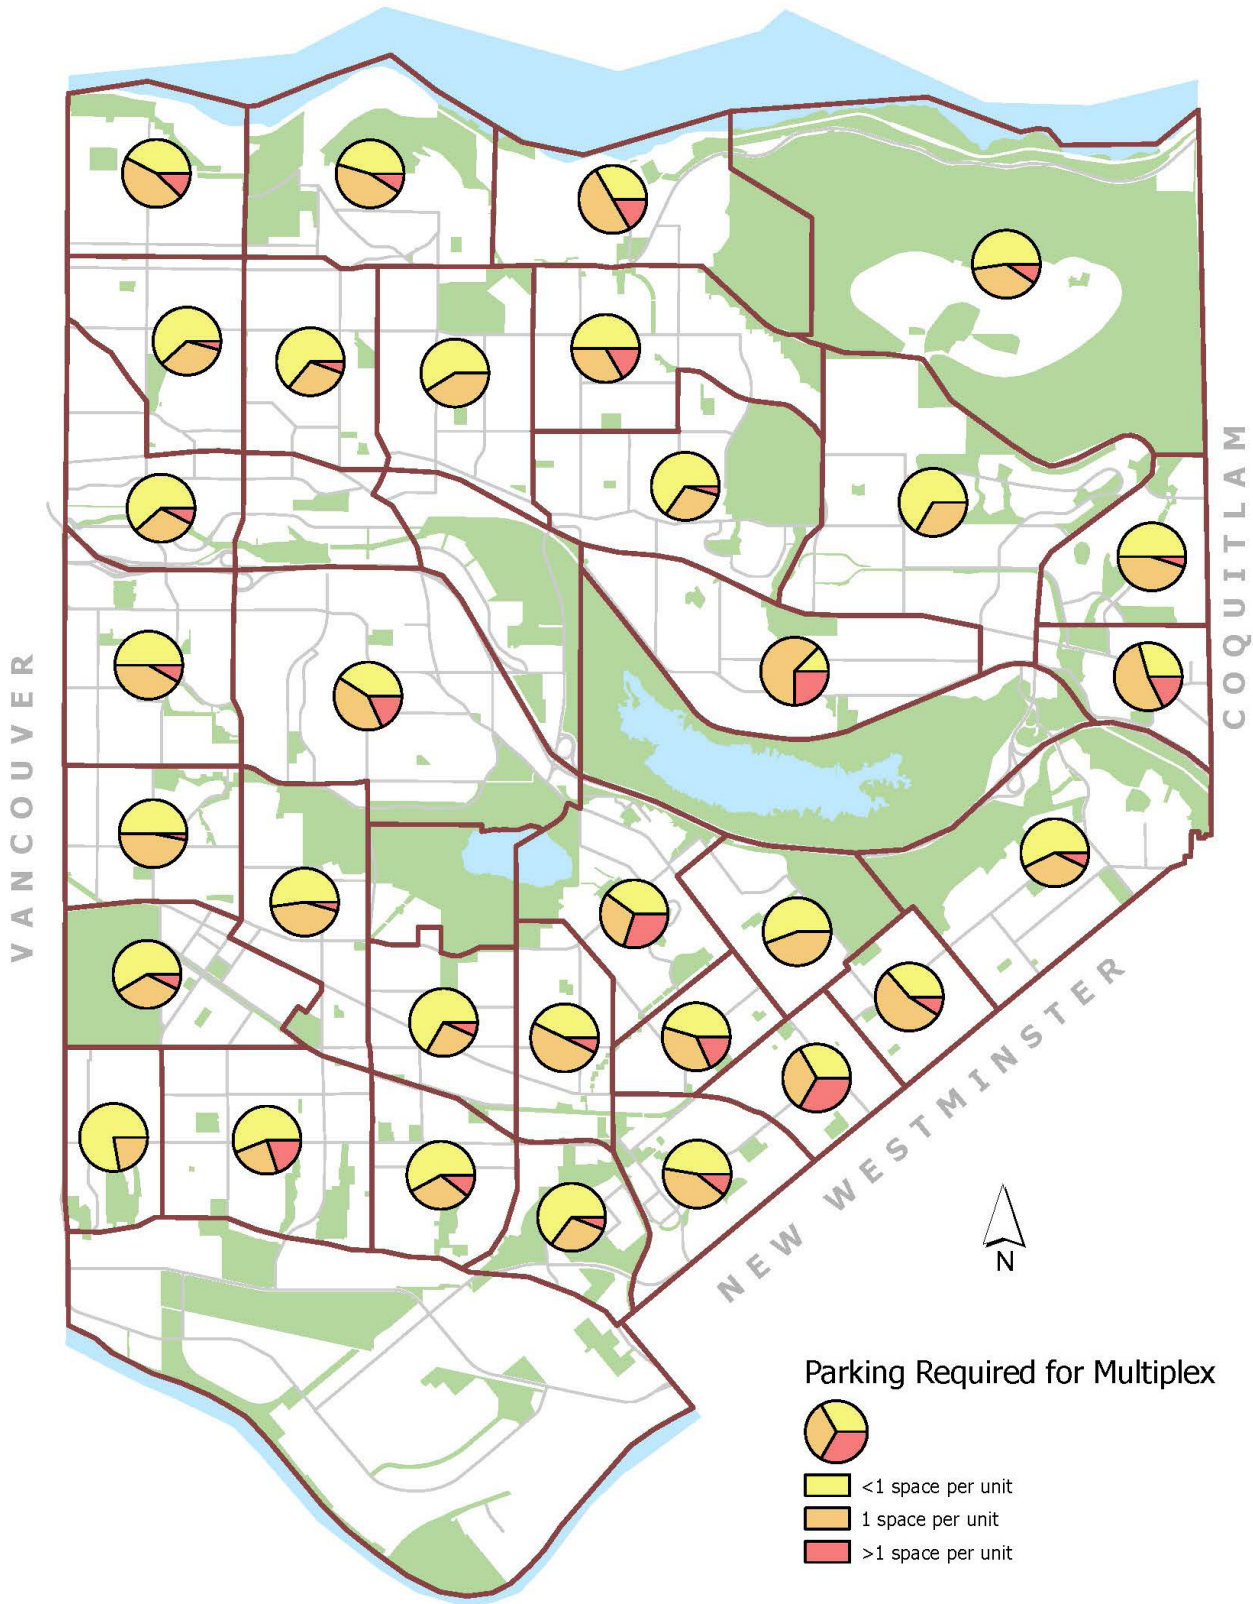 COQUITLAM
VANCOUVER
NEW WESTMINSTER
N
Parking Required for Multiplex
<1 space per unit
1 space per unit
>1 space per unit